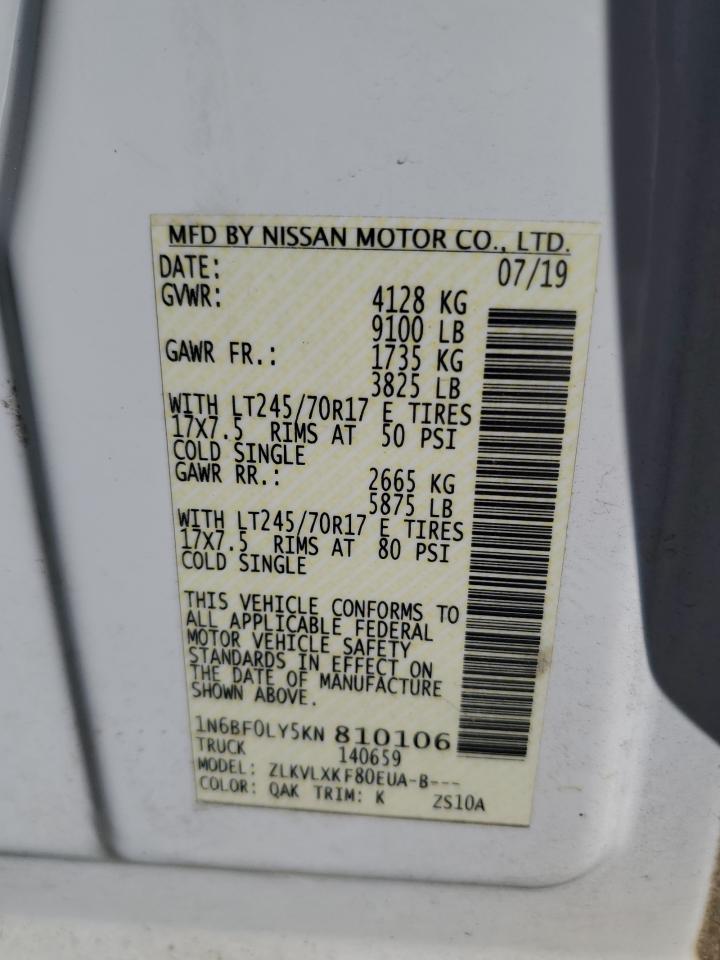 MFD BY NISSAN MOTOR CO., LTD.
DATE: 07/19
GVWR: 4128 KG
9100 LB
GAWR FR.: 1735 KG
3825 LB
WITH LT245/70R17 E TIRES
17X7.5 RIMS AT 50 PSI
COLD SINGLE
GAWR RR.: 2665 KG
5875 LB
WITH LT245/70R17 E TIRES
17X7.5 RIMS AT 80 PSI
COLD SINGLE
THIS VEHICLE CONFORMS TO
ALL APPLICABLE FEDERAL
MOTOR VEHICLE SAFETY
STANDARDS IN EFFECT ON
THE DATE OF MANUFACTURE
SHOWN ABOVE.
1N6BF0LY5KN 810106
TRUCK 140659
MODEL: ZLKVLXKF80EUA-B---
COLOR: QAK TRIM: K ZS10A